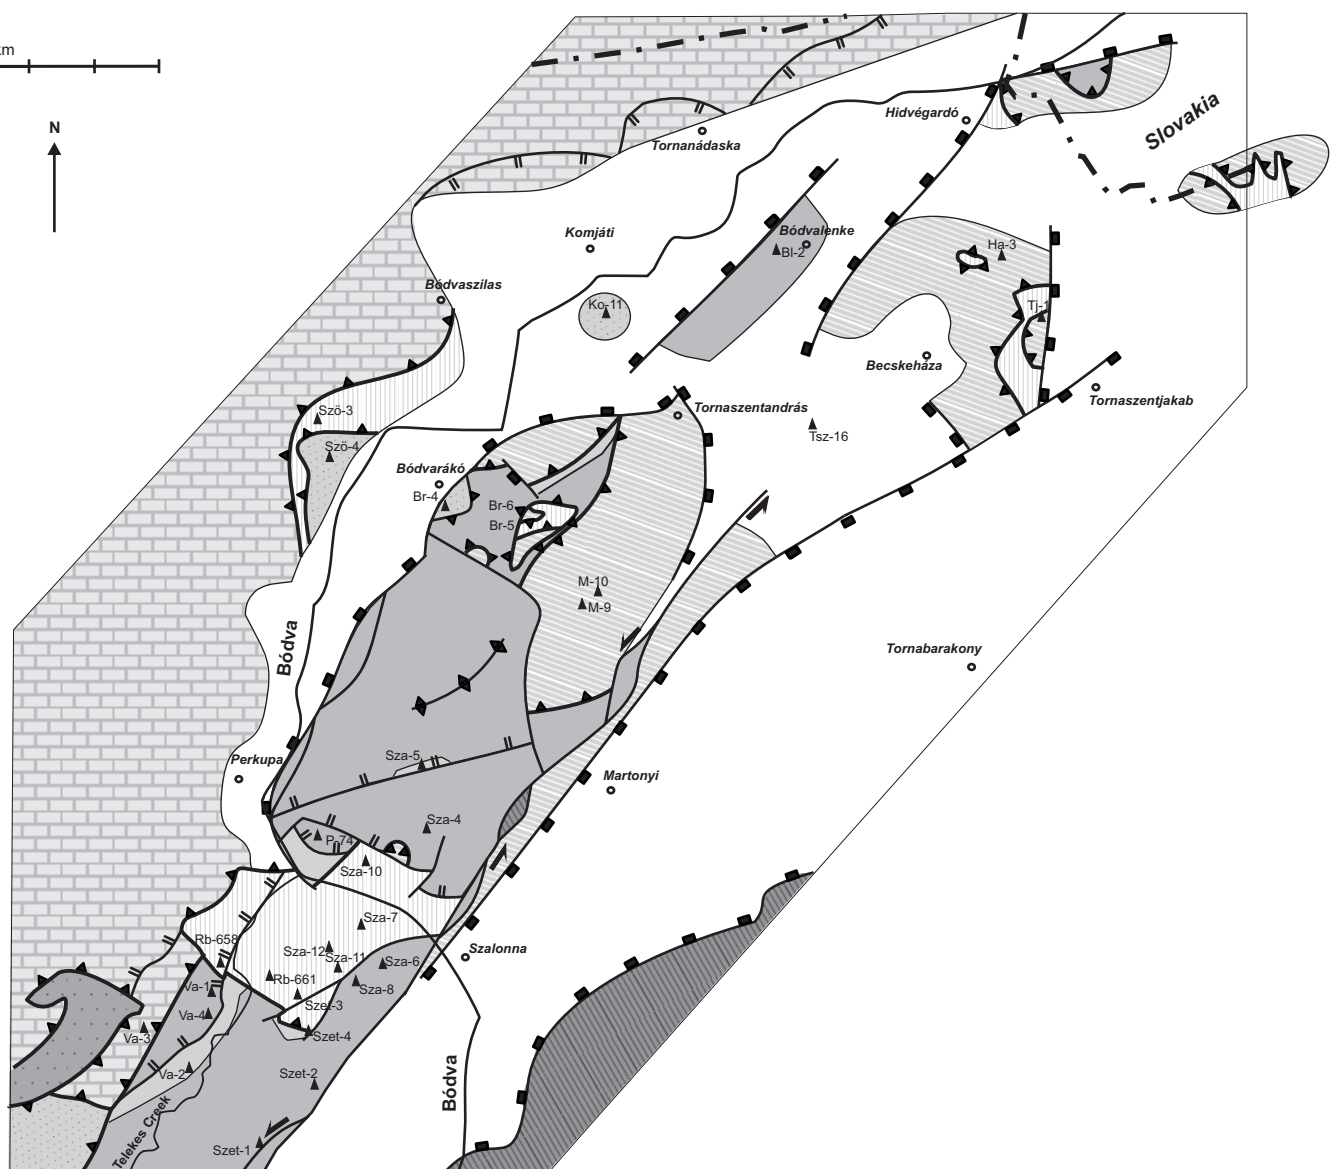 km
N
Slovakia
Hidvégardó
Tornanádaska
Komjáti
Bódvalenke
Bl-2
Ha-3
Bódvaszilas
Ko-11
Tj-1
Becskeháza
Tornaszentjakab
Szö-3
Tornaszentandrás
Tsz-16
Szö-4
Bódvarákó
Br-4
Br-6
Br-5
M-10
M-9
Bódva
Tornabarakony
Perkupa
Sza-5
Martonyi
Sza-4
P-74
Sza-10
Sza-7
Rb-658
Sza-12
Sza-11
Sza-6
Szalonna
Rb-661
Sza-8
Va-1
Szet-3
Va-4
Va-3
Szet-4
Va-2
Szet-2
Bódva
Telekes Creek
Szet-1